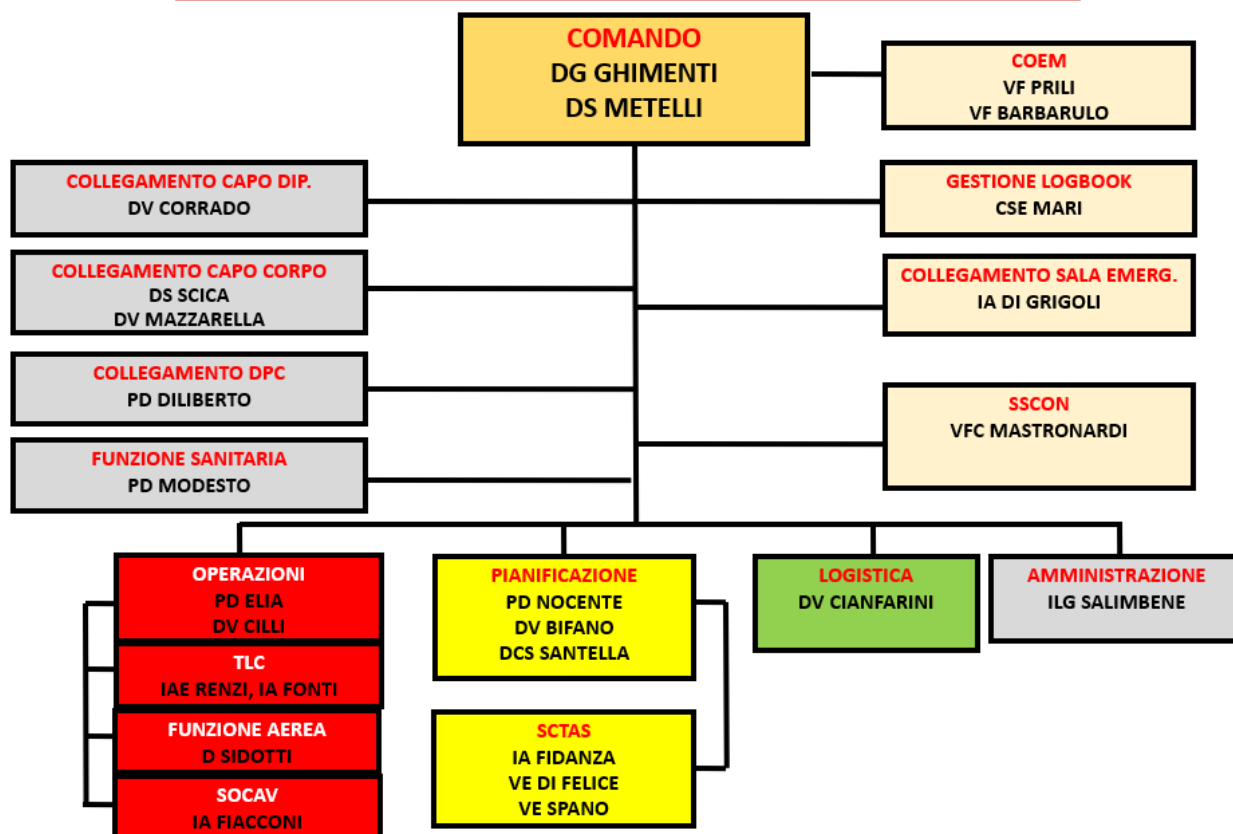 COMANDO
DG GHIMENTI
DS METELLI
COEM
VF PRILI
VF BARBARULO
COLLEGAMENTO CAPO DIP.
DV CORRADO
GESTIONE LOGBOOK
CSE MARI
COLLEGAMENTO CAPO CORPO
DS SCICA
DV MAZZARELLA
COLLEGAMENTO SALA EMERG.
IA DI GRIGOLI
COLLEGAMENTO DPC
PD DILIBERTO
SSCON
VFC MASTRONARDI
FUNZIONE SANITARIA
PD MODESTO
OPERAZIONI
PD ELIA
DV CILLI
TLC
IAE RENZI, IA FONTI
FUNZIONE AEREA
D SIDOTTI
SOCAV
IA FIACCONI
PIANIFICAZIONE
PD NOCENTE
DV BIFANO
DCS SANTELLA
SCTAS
IA FIDANZA
VE DI FELICE
VE SPANO
LOGISTICA
DV CIANFARINI
AMMINISTRAZIONE
ILG SALIMBENE